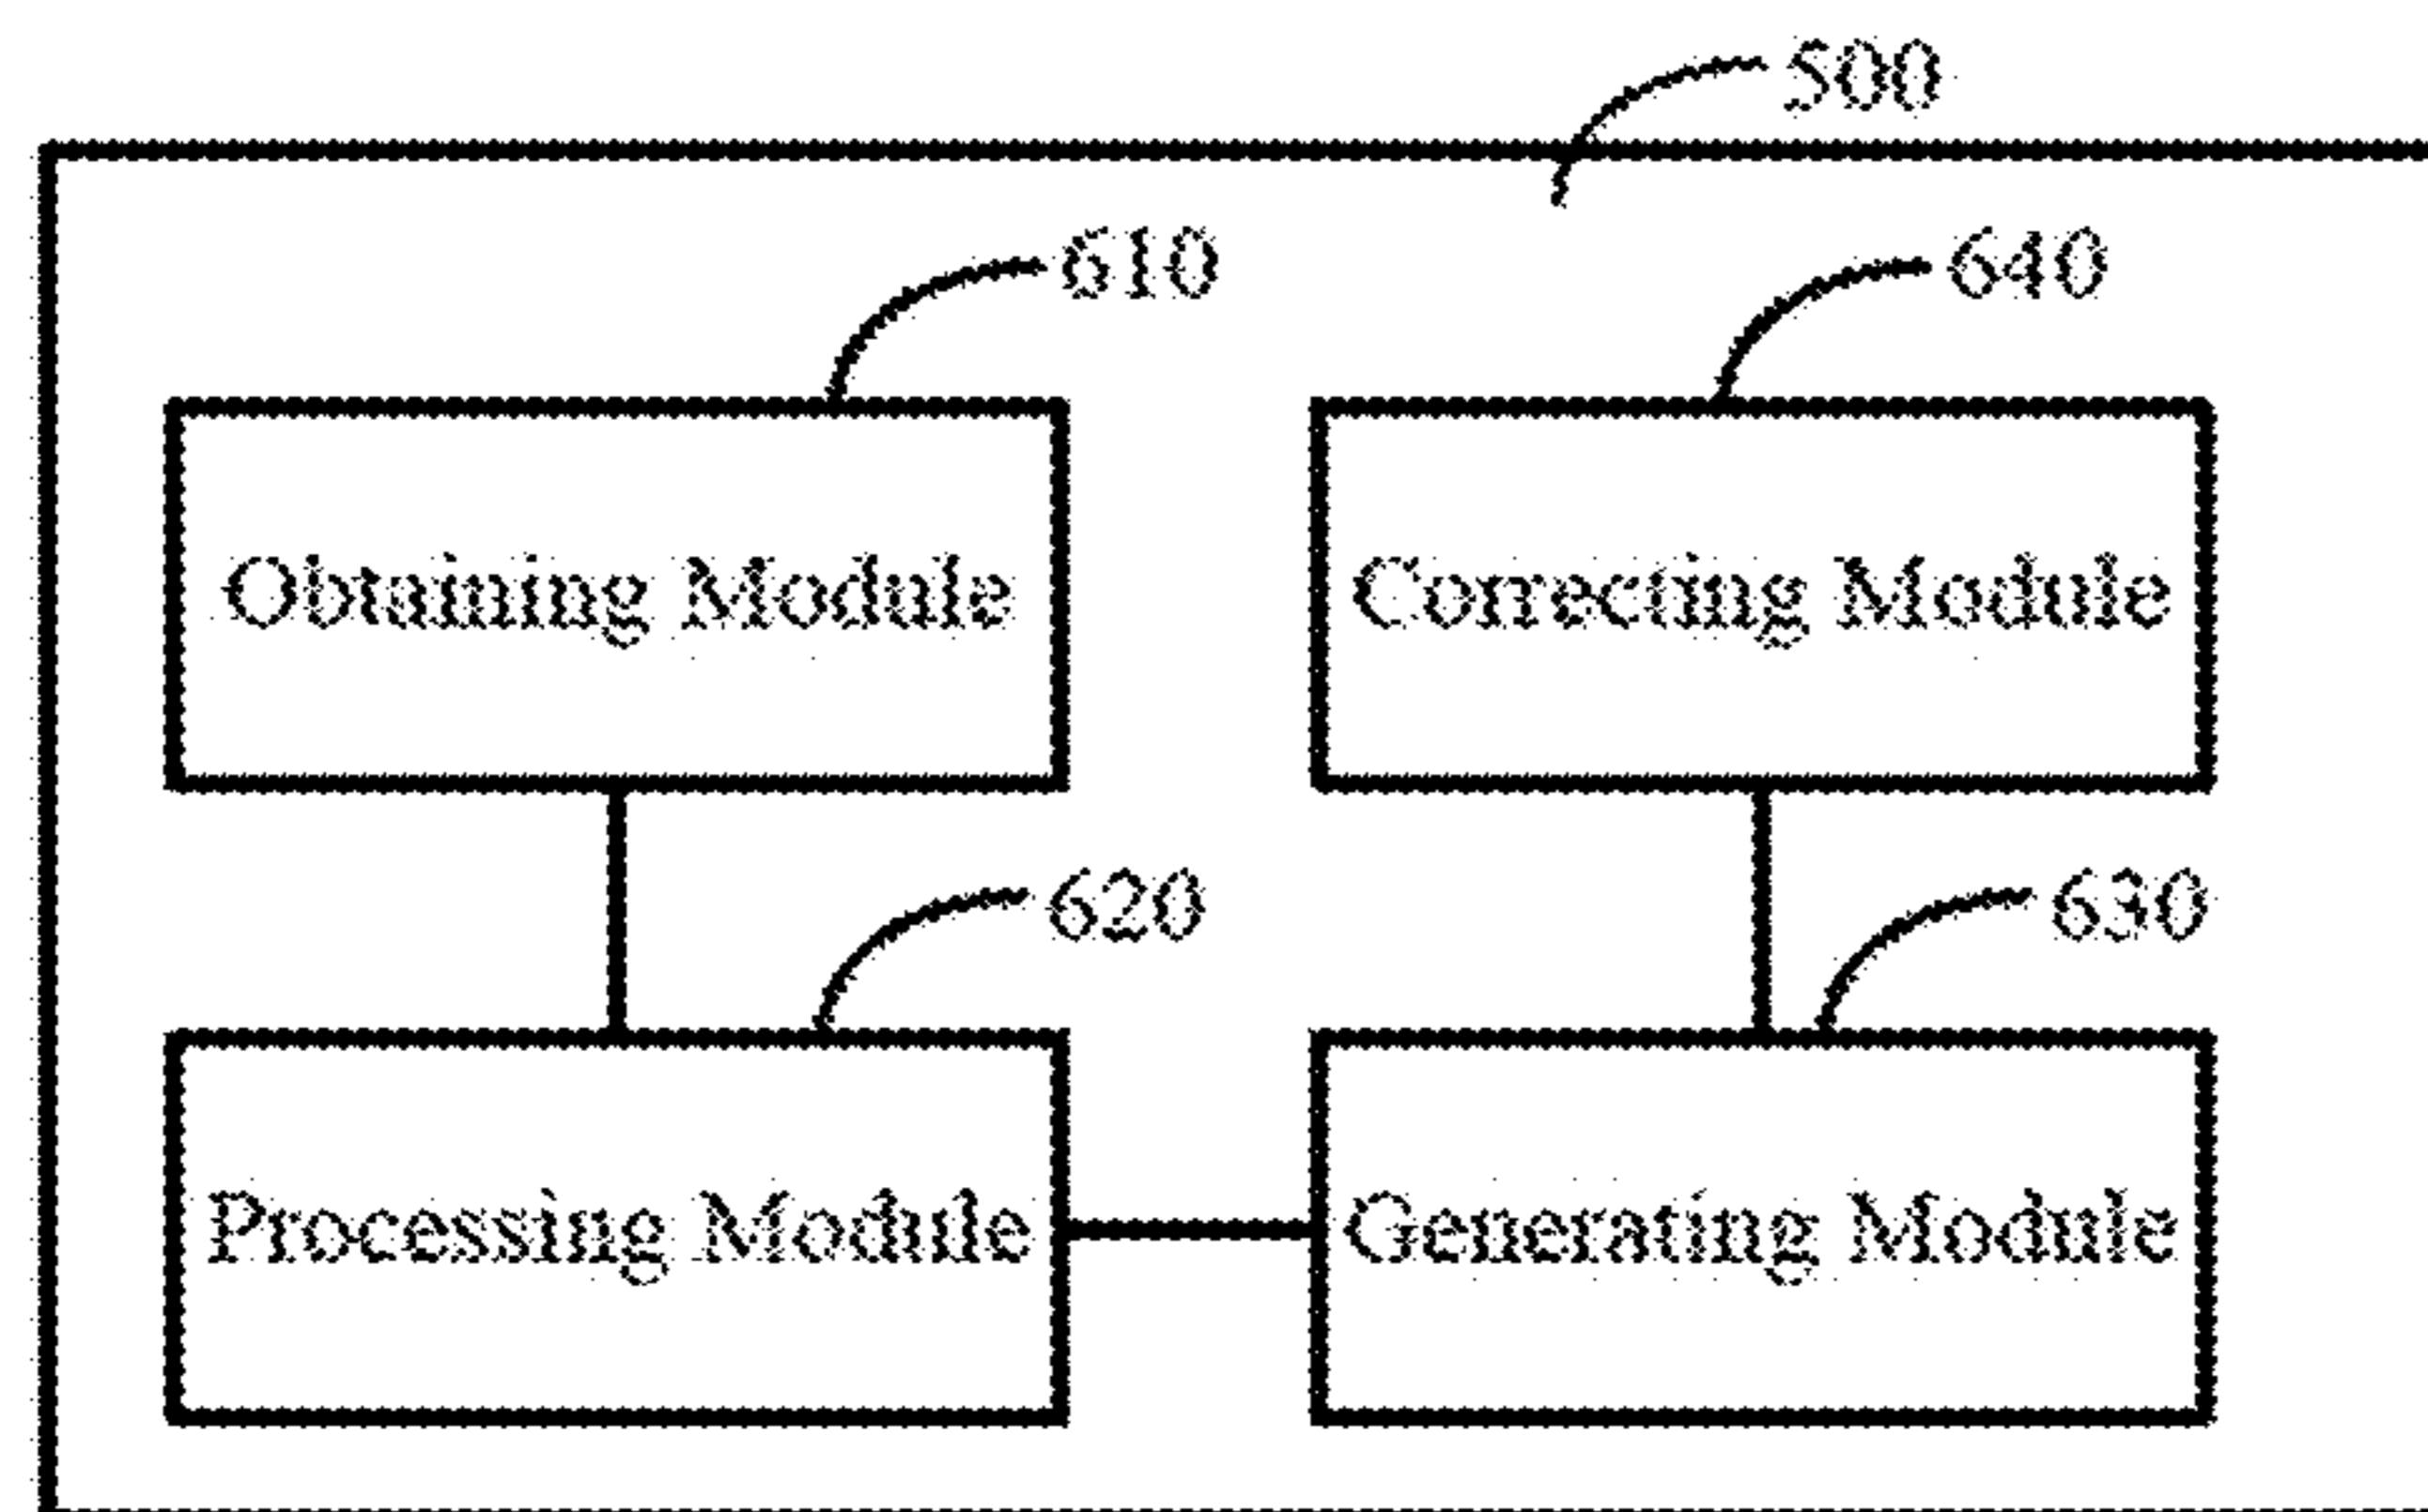 500
610
640
Obtaining Module
Correcting Module
620
630
Processing Module
Generating Module